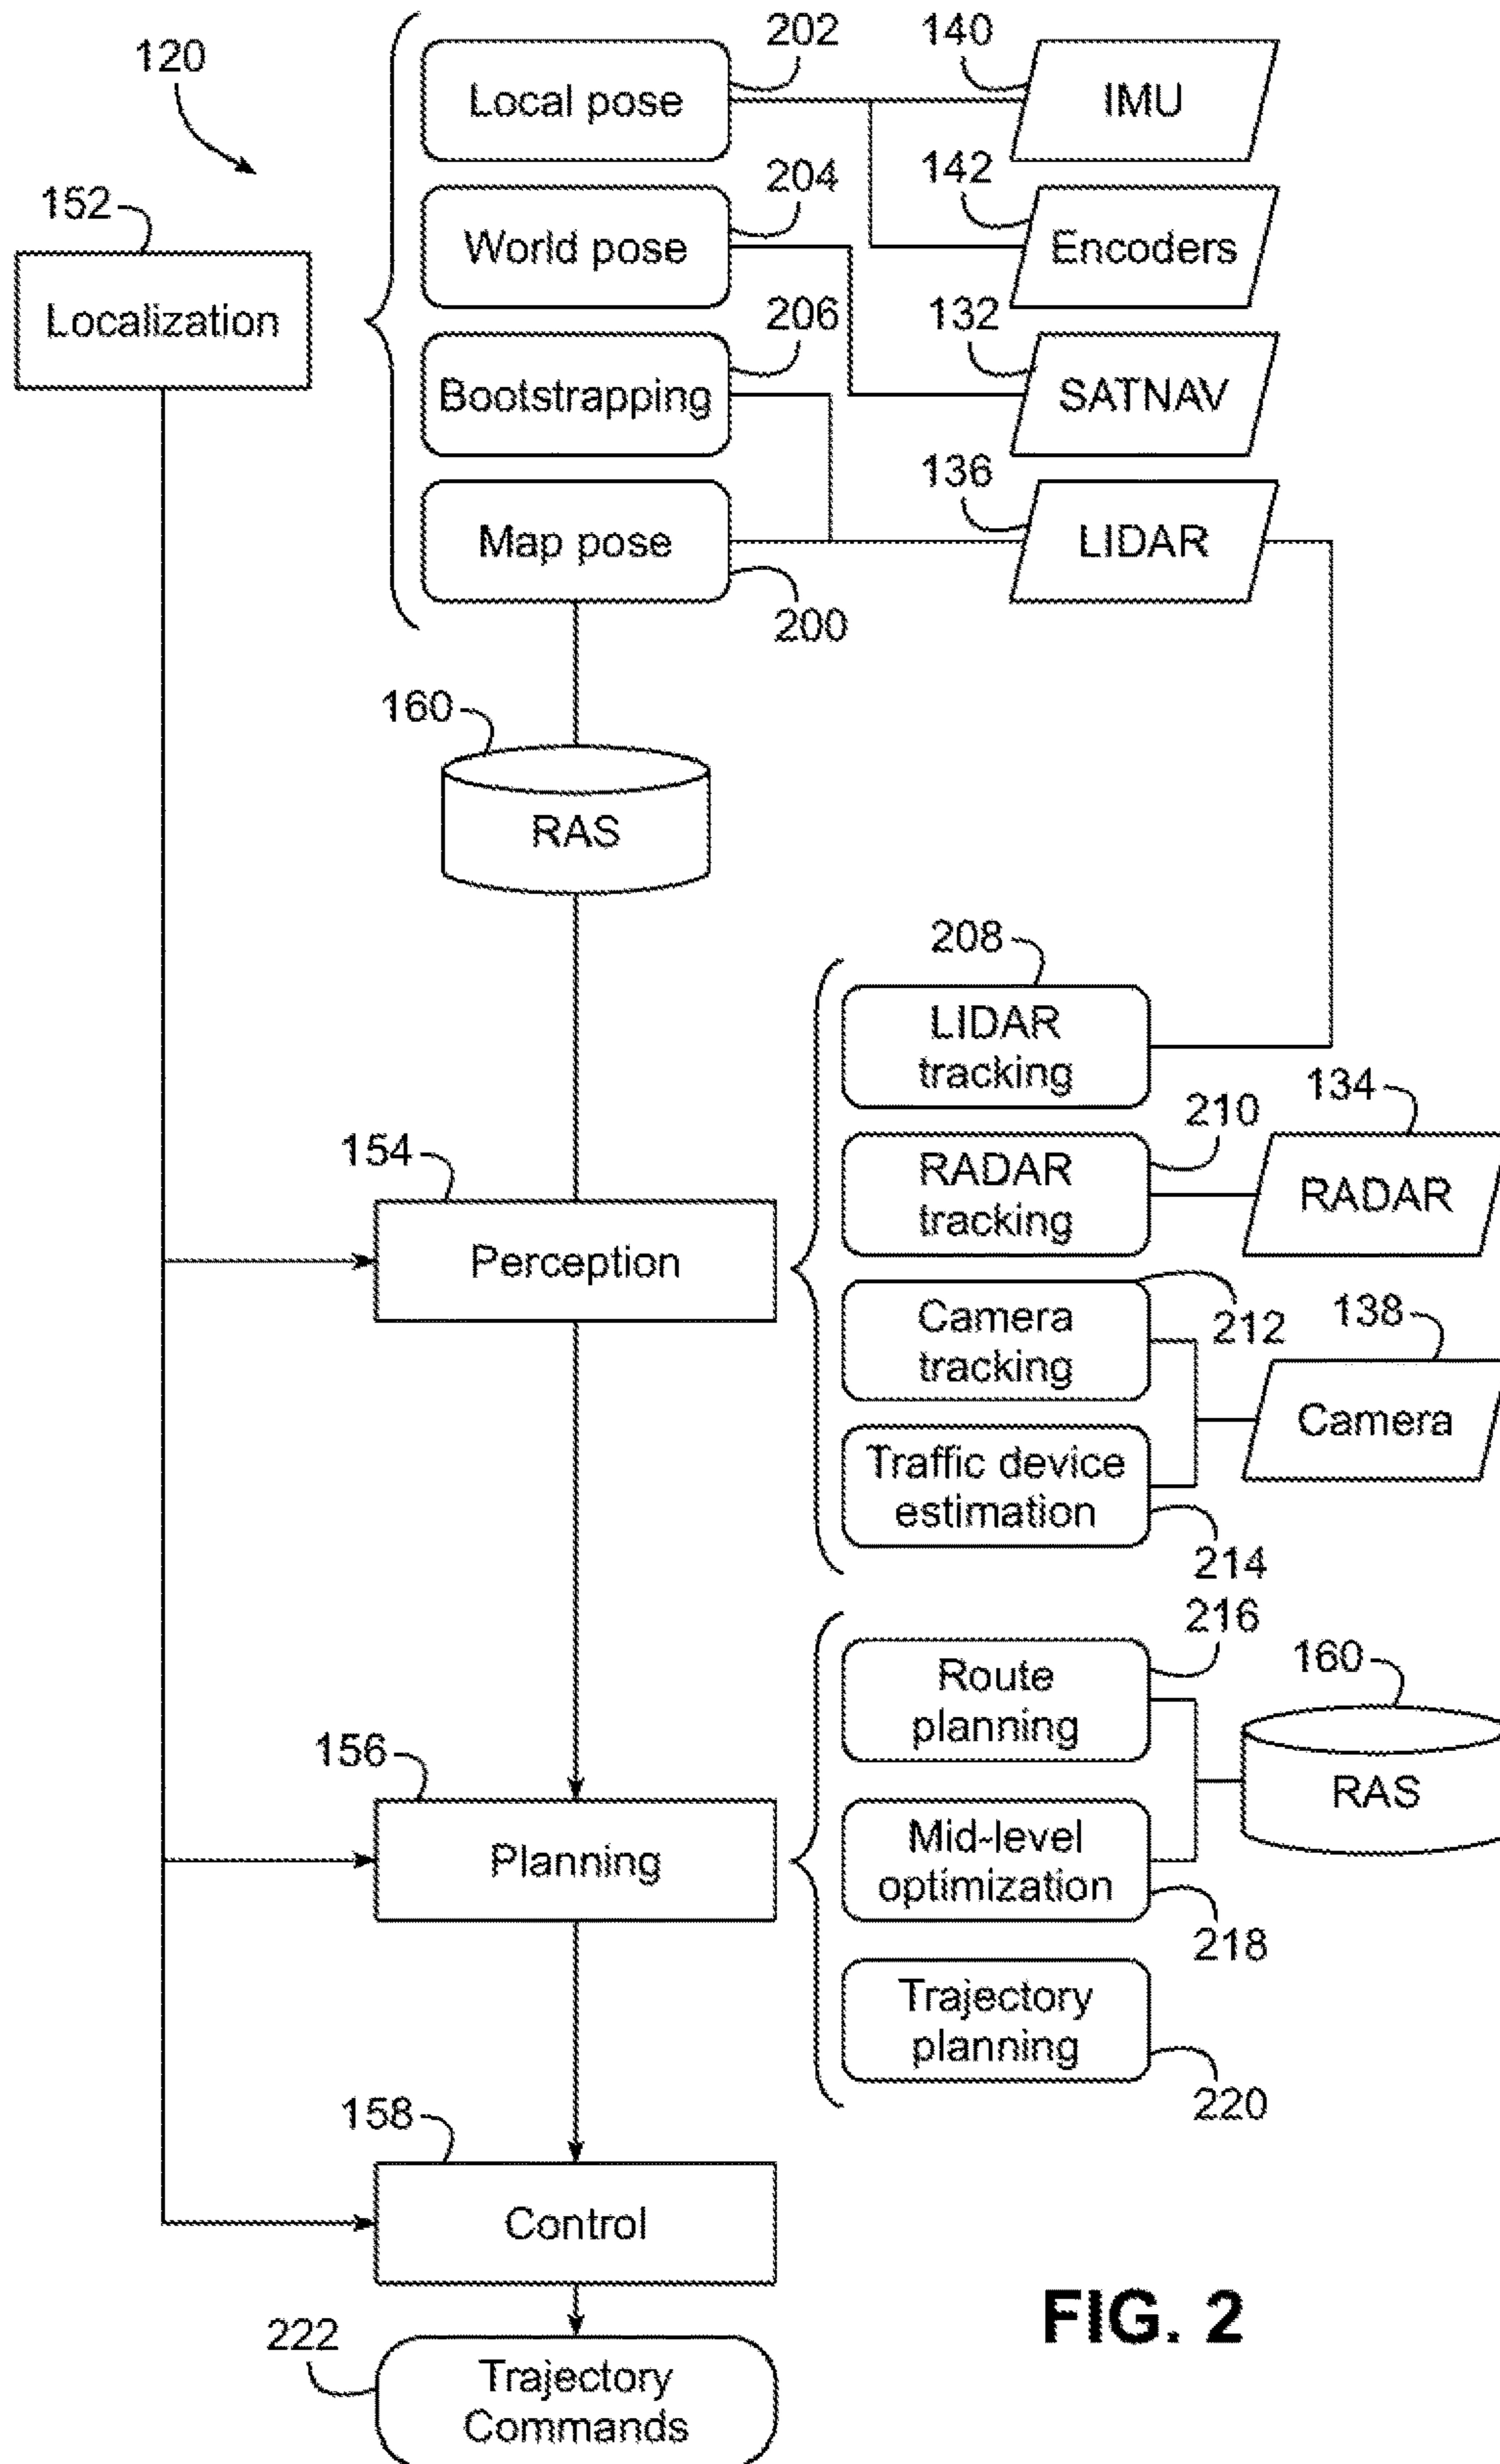 202
140
120
Local pose
IMU
204
142
152
World pose
Encoders
Localization
206
132
Bootstrapping
SATNAV
136
Map pose
LIDAR
200
160
RAS
208
LIDAR
tracking
134
210
154
RADAR
tracking
RADAR
Perception
212
138
Camera
tracking
Camera
Traffic device
estimation
214
216
160
Route
planning
156
RAS
Planning
Mid-level
optimization
218
Trajectory
planning
220
158
Control
FIG. 2
222
Trajectory
Commands